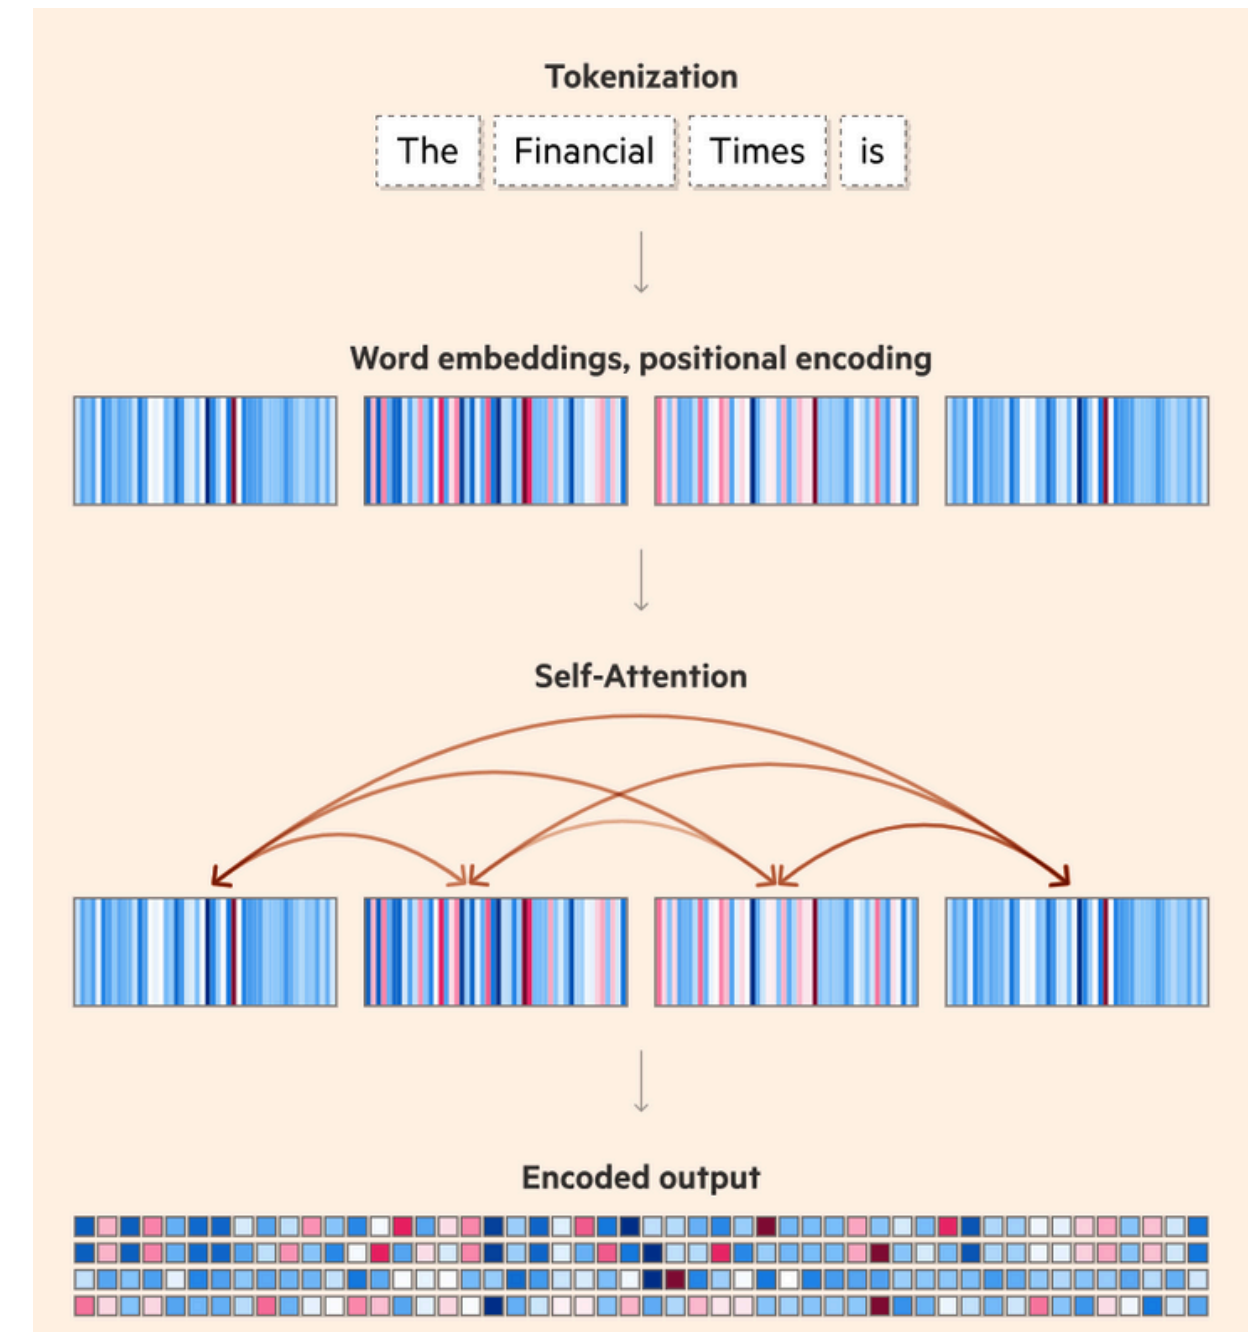 Tokenization
The Financial Times is
Word embeddings, positional encoding
Self-Attention
Encoded output